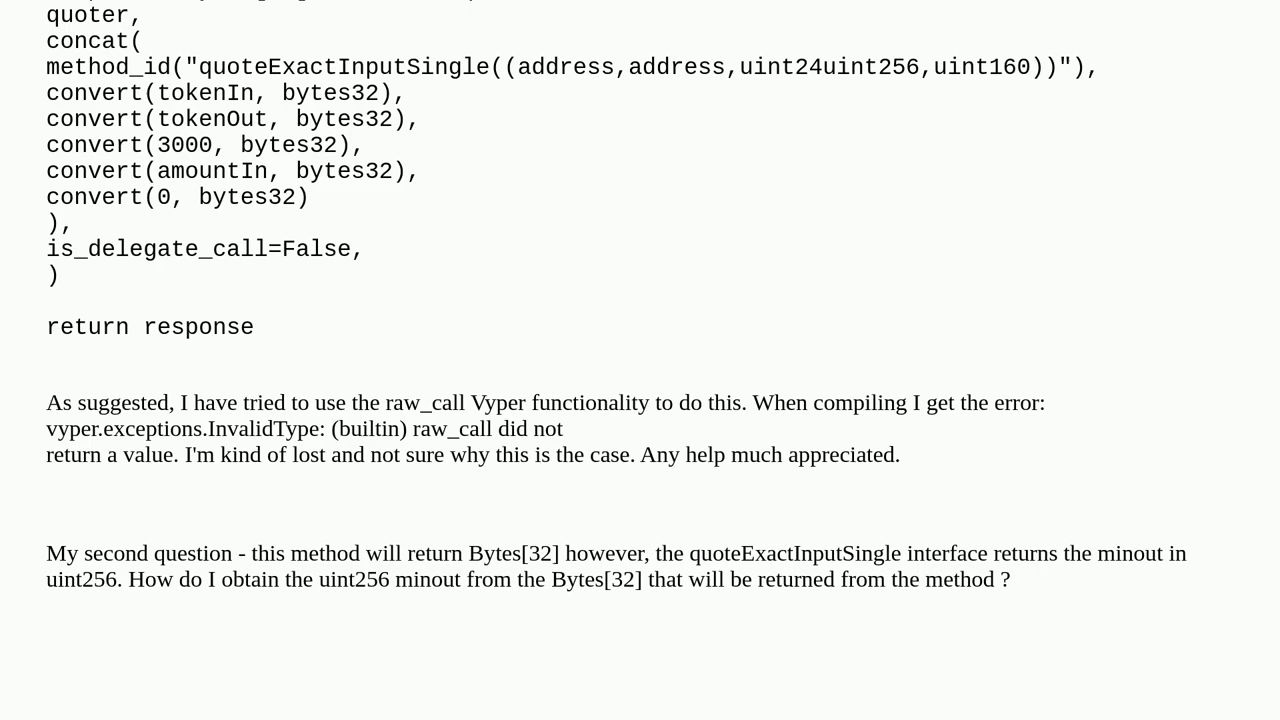 quoter,
concat(
method_id("quoteExactInputSingle((address,address,uint24uint256,uint160))"),
convert(tokenIn, bytes32),
convert(tokenOut, bytes32),
convert(3000, bytes32),
convert(amountIn, bytes32),
convert(0, bytes32)
),
is_delegate_call=False,
)
return response
As suggested, I have tried to use the raw_call Vyper functionality to do this. When compiling I get the error:
vyper.exceptions.InvalidType: (builtin) raw_call did not
return a value. I'm kind of lost and not sure why this is the case. Any help much appreciated.
My second question - this method will return Bytes[32] however, the quoteExactInputSingle interface returns the minout in
uint256. How do I obtain the uint256 minout from the Bytes[32] that will be returned from the method ?